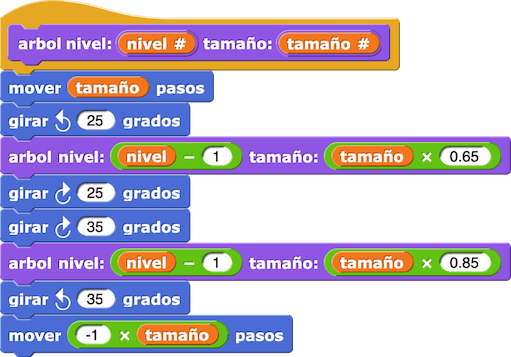 arbol nivel: nivel # tamaño: tamaño #
mover tamaño pasos
girar 25 grados
arbol nivel: nivel − 1 tamaño: tamaño × 0.65
girar 25 grados
girar 35 grados
arbol nivel: nivel − 1 tamaño: tamaño × 0.85
girar 35 grados
mover -1 × tamaño pasos